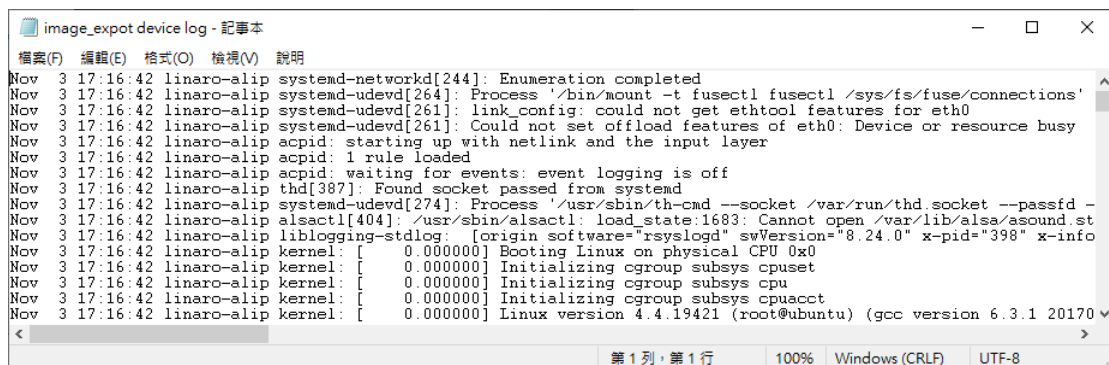 image_expot device log - 記事本
檔案(F) 編輯(E) 格式(O) 檢視(V) 說明
Nov  3 17:16:42 linaro-alip systemd-networkd[244]: Enumeration completed
Nov  3 17:16:42 linaro-alip systemd-udevd[264]: Process '/bin/mount -t fusectl fusectl /sys/fs/fuse/connections'
Nov  3 17:16:42 linaro-alip systemd-udevd[261]: link_config: could not get ethtool features for eth0
Nov  3 17:16:42 linaro-alip systemd-udevd[261]: Could not set offload features of eth0: Device or resource busy
Nov  3 17:16:42 linaro-alip acpid: starting up with netlink and the input layer
Nov  3 17:16:42 linaro-alip acpid: 1 rule loaded
Nov  3 17:16:42 linaro-alip acpid: waiting for events: event logging is off
Nov  3 17:16:42 linaro-alip thd[387]: Found socket passed from systemd
Nov  3 17:16:42 linaro-alip systemd-udevd[274]: Process '/usr/sbin/th-cmd --socket /var/run/thd.socket --passfd -
Nov  3 17:16:42 linaro-alip alsactl[404]: /usr/sbin/alsactl: load_state:1683: Cannot open /var/lib/alsa/asound.st
Nov  3 17:16:42 linaro-alip liblogging-stdlog:  [origin software="rsyslogd" swVersion="8.24.0" x-pid="398" x-info
Nov  3 17:16:42 linaro-alip kernel: [    0.000000] Booting Linux on physical CPU 0x0
Nov  3 17:16:42 linaro-alip kernel: [    0.000000] Initializing cgroup subsys cpuset
Nov  3 17:16:42 linaro-alip kernel: [    0.000000] Initializing cgroup subsys cpu
Nov  3 17:16:42 linaro-alip kernel: [    0.000000] Initializing cgroup subsys cpuacct
Nov  3 17:16:42 linaro-alip kernel: [    0.000000] Linux version 4.4.19421 (root@ubuntu) (gcc version 6.3.1 20170
第 1 列，第 1 行 100% Windows (CRLF) UTF-8